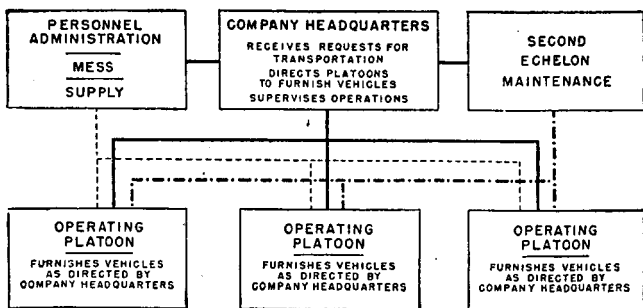 PERSONNEL
ADMINISTRATION
MESS
SUPPLY
COMPANY HEADQUARTERS
RECEIVES REQUESTS FOR
TRANSPORTATION
DIRECTS PLATOONS
TO FURNISH VEHICLES
SUPERVISES OPERATIONS
SECOND
ECHELON
MAINTENANCE
OPERATING
PLATOON
FURNISHES VEHICLES
AS DIRECTED BY
COMPANY HEADQUARTERS
OPERATING
PLATOON
FURNISHES VEHICLES
AS DIRECTED BY
COMPANY HEADQUARTERS
OPERATING
PLATOON
FURNISHES VEHICLES
AS DIRECTED BY
COMPANY HEADQUARTERS